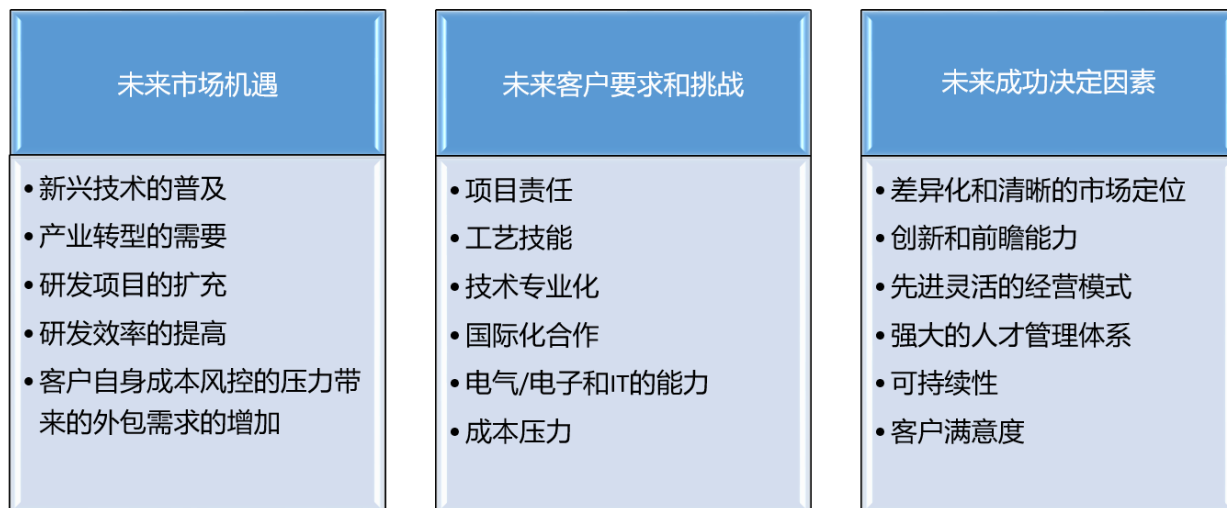 未来市场机遇
• 新兴技术的普及
• 产业转型的需要
• 研发项目的扩充
• 研发效率的提高
• 客户自身成本风控的压力带
来的外包需求的增加
未来客户要求和挑战
• 项目责任
• 工艺技能
• 技术专业化
• 国际化合作
• 电气/电子和IT的能力
• 成本压力
未来成功决定因素
• 差异化和清晰的市场定位
• 创新和前瞻能力
• 先进灵活的经营模式
• 强大的人才管理体系
• 可持续性
• 客户满意度